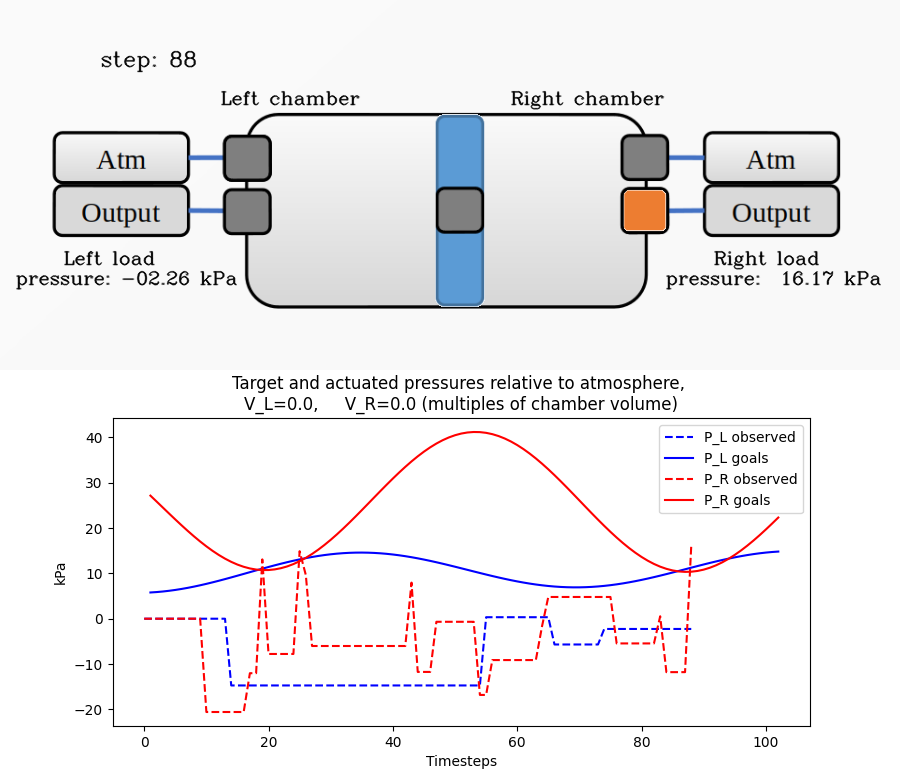 step: 88
Left chamber
Right chamber
Atm
Atm
Output
Output
Left load
pressure: -02.26 kPa
Right load
pressure:  16.17 kPa
Target and actuated pressures relative to atmosphere,
V_L=0.0,     V_R=0.0 (multiples of chamber volume)
40
30
20
10
0
−10
−20
kPa
P_L observed
P_L goals
P_R observed
P_R goals
0
20
40
60
80
100
Timesteps